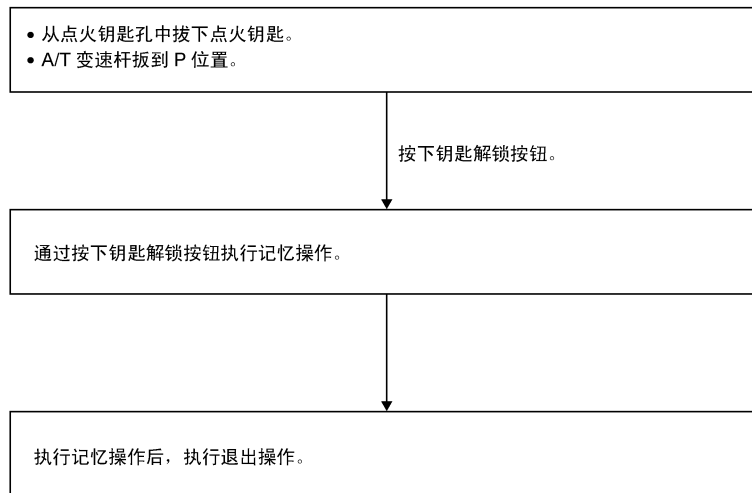 • 从点火钥匙孔中拔下点火钥匙。
• A/T 变速杆扳到 P 位置。
按下钥匙解锁按钮。
通过按下钥匙解锁按钮执行记忆操作。
执行记忆操作后，执行退出操作。